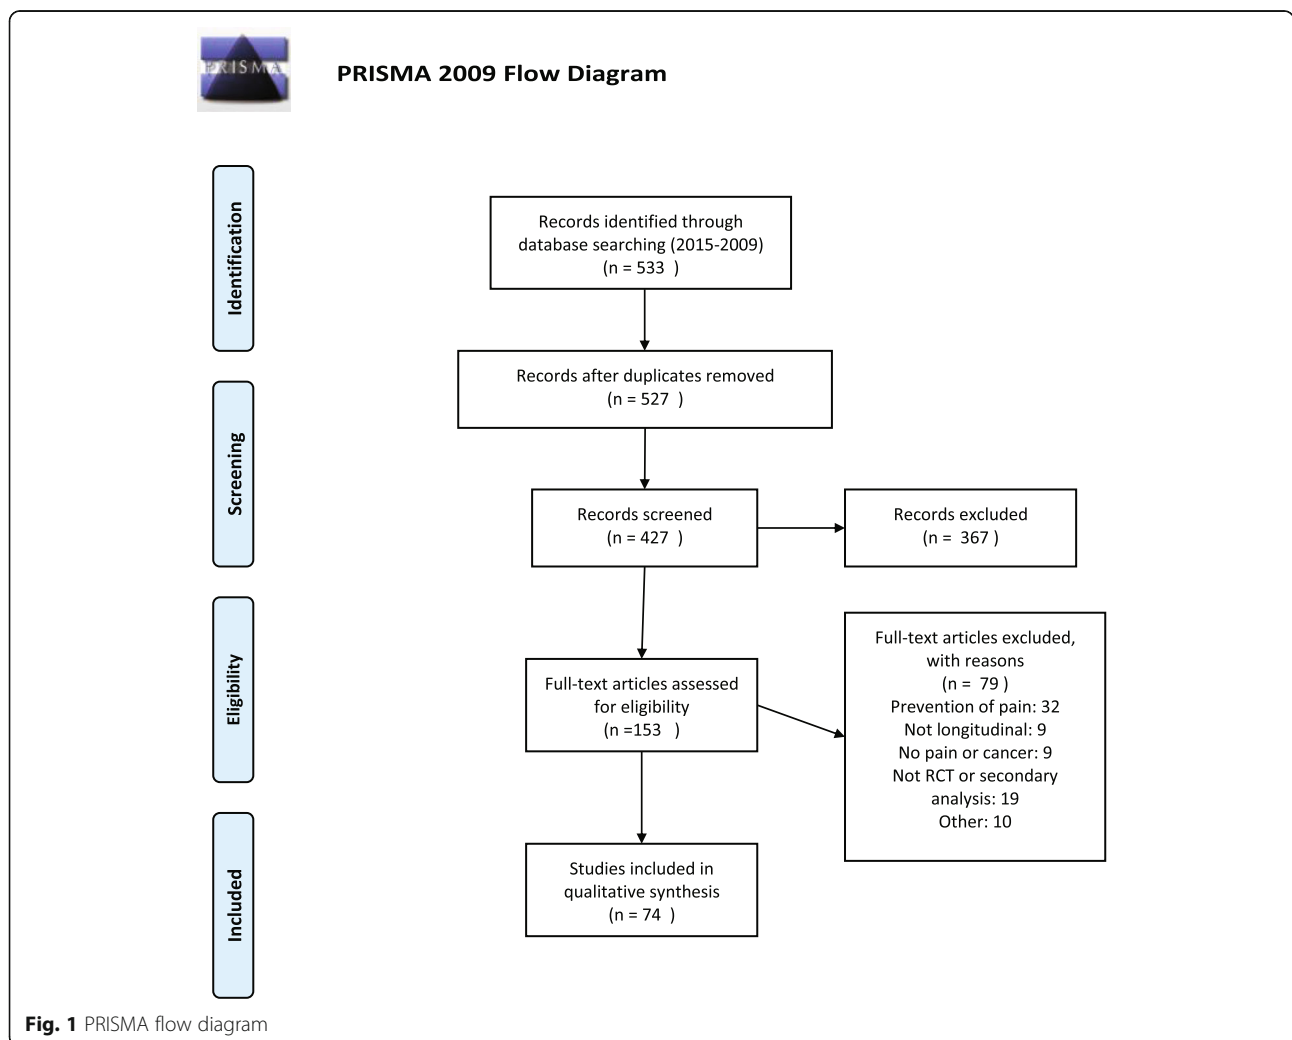 PRISMA
PRISMA 2009 Flow Diagram
Identification
Records identified through
database searching (2015-2009)
(n = 533  )
Records after duplicates removed
(n = 527  )
Screening
Records screened
(n = 427  )
Records excluded
(n =  367 )
Eligibility
Full-text articles assessed
for eligibility
(n =153   )
Full-text articles excluded,
with reasons
(n =  79 )
Prevention of pain: 32
Not longitudinal: 9
No pain or cancer: 9
Not RCT or secondary
analysis: 19
Other: 10
Included
Studies included in
qualitative synthesis
(n = 74  )
Fig. 1 PRISMA flow diagram